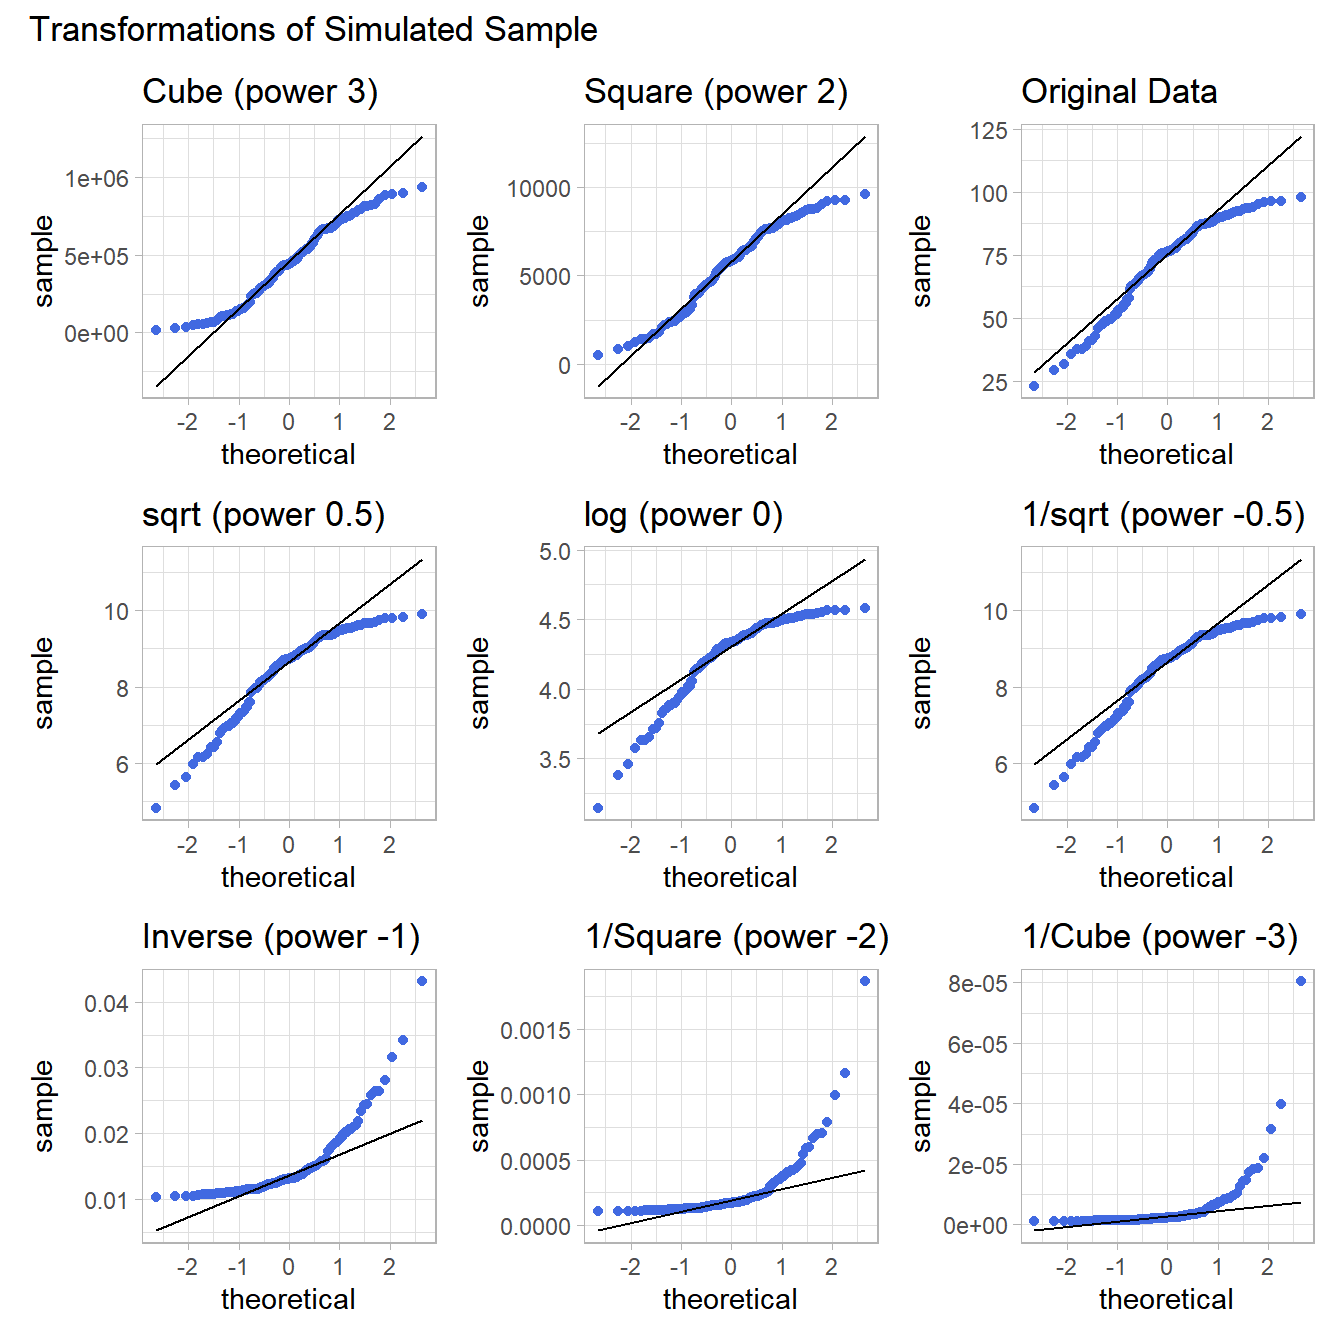 Transformations of Simulated Sample
Cube (power 3)
1e+06
5e+05
0e+00
sample
-2 -1 0 1 2
theoretical
Square (power 2)
10000
5000
0
sample
-2 -1 0 1 2
theoretical
Original Data
125
100
75
50
25
sample
-2 -1 0 1 2
theoretical
sqrt (power 0.5)
10
8
6
sample
-2 -1 0 1 2
theoretical
log (power 0)
5.0
4.5
4.0
3.5
sample
-2 -1 0 1 2
theoretical
1/sqrt (power -0.5)
10
8
6
sample
-2 -1 0 1 2
theoretical
Inverse (power -1)
0.04
0.03
0.02
0.01
sample
-2 -1 0 1 2
theoretical
1/Square (power -2)
0.0015
0.0010
0.0005
0.0000
sample
-2 -1 0 1 2
theoretical
1/Cube (power -3)
8e-05
6e-05
4e-05
2e-05
0e+00
sample
-2 -1 0 1 2
theoretical